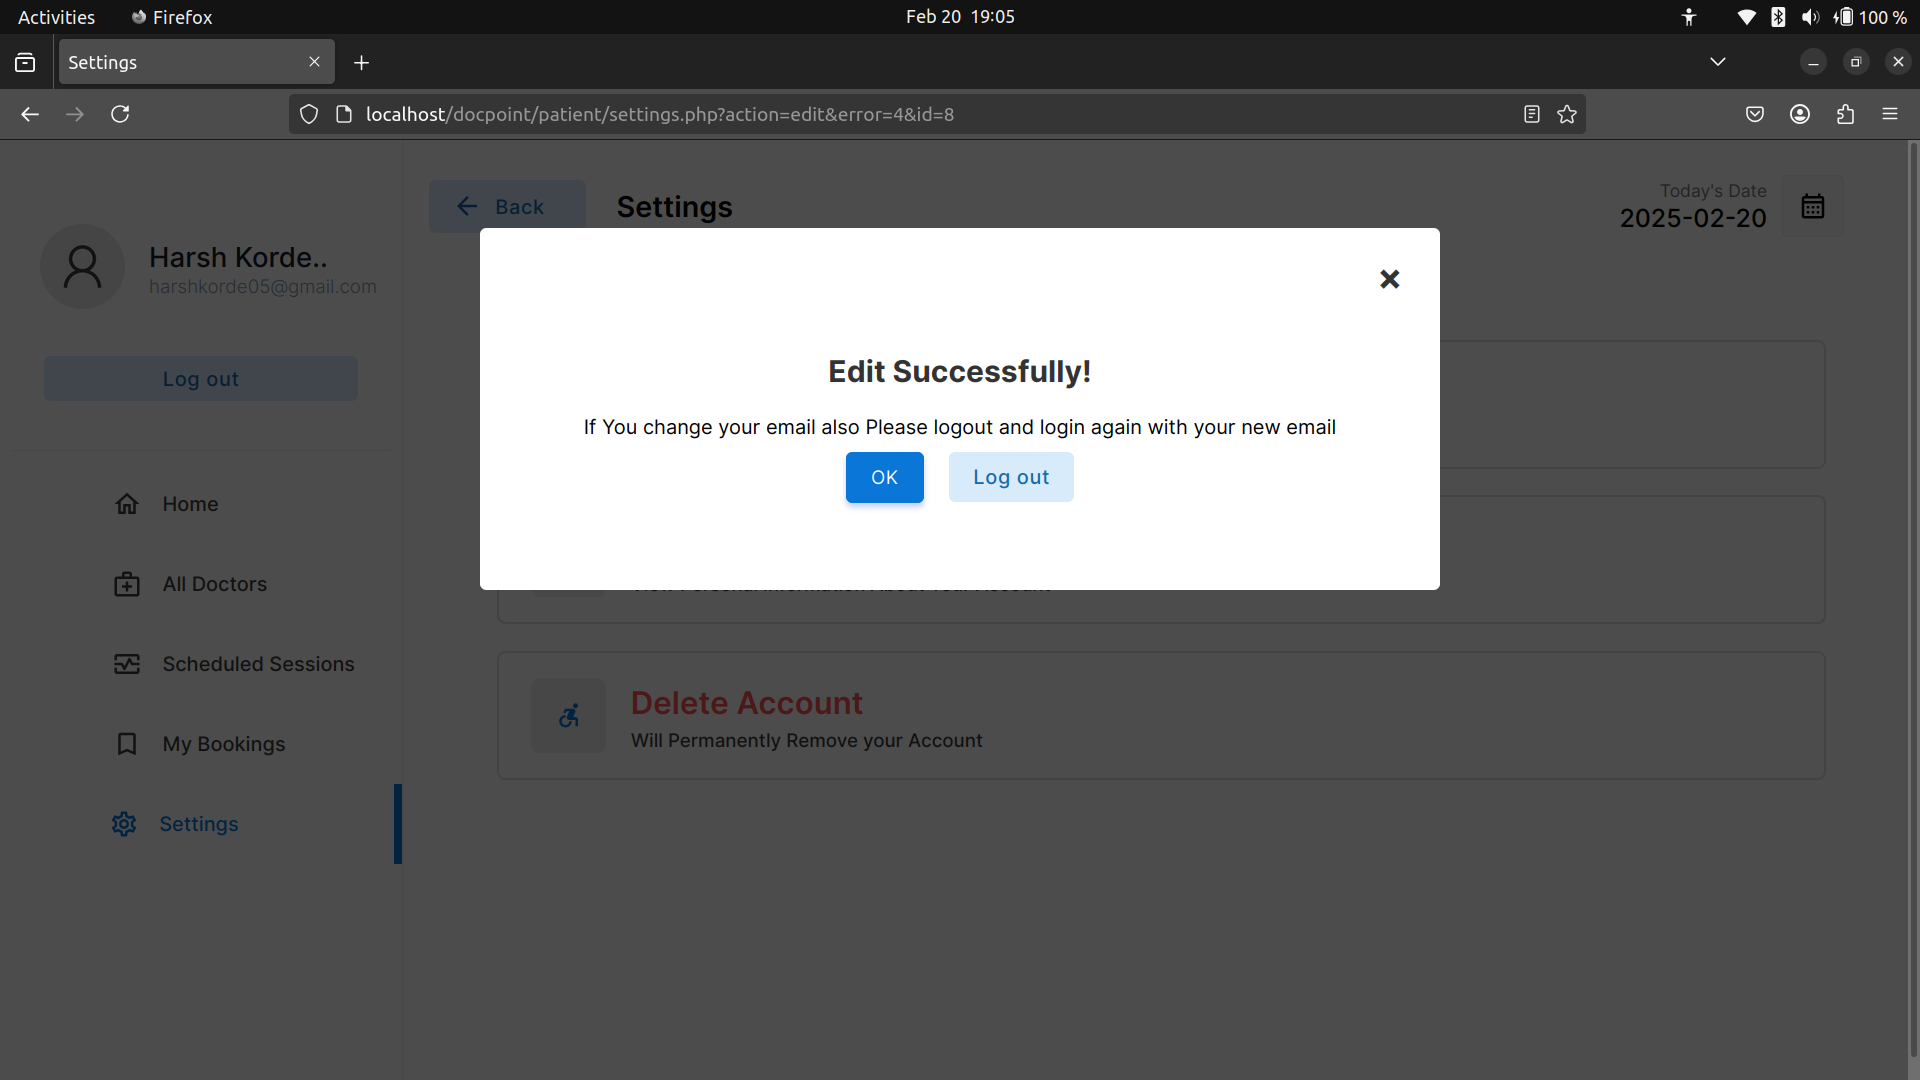 Activities Firefox Feb 20 19:05 100 %
Settings
localhost/docpoint/patient/settings.php?action=edit&error=4&id=8
Back Settings
Today's Date
2025-02-20
Harsh Korde..
harshkorde05@gmail.com
Log out
Home
All Doctors
Scheduled Sessions
My Bookings
Settings
Edit Successfully!
If You change your email also Please logout and login again with your new email
OK Log out
Delete Account
Will Permanently Remove your Account